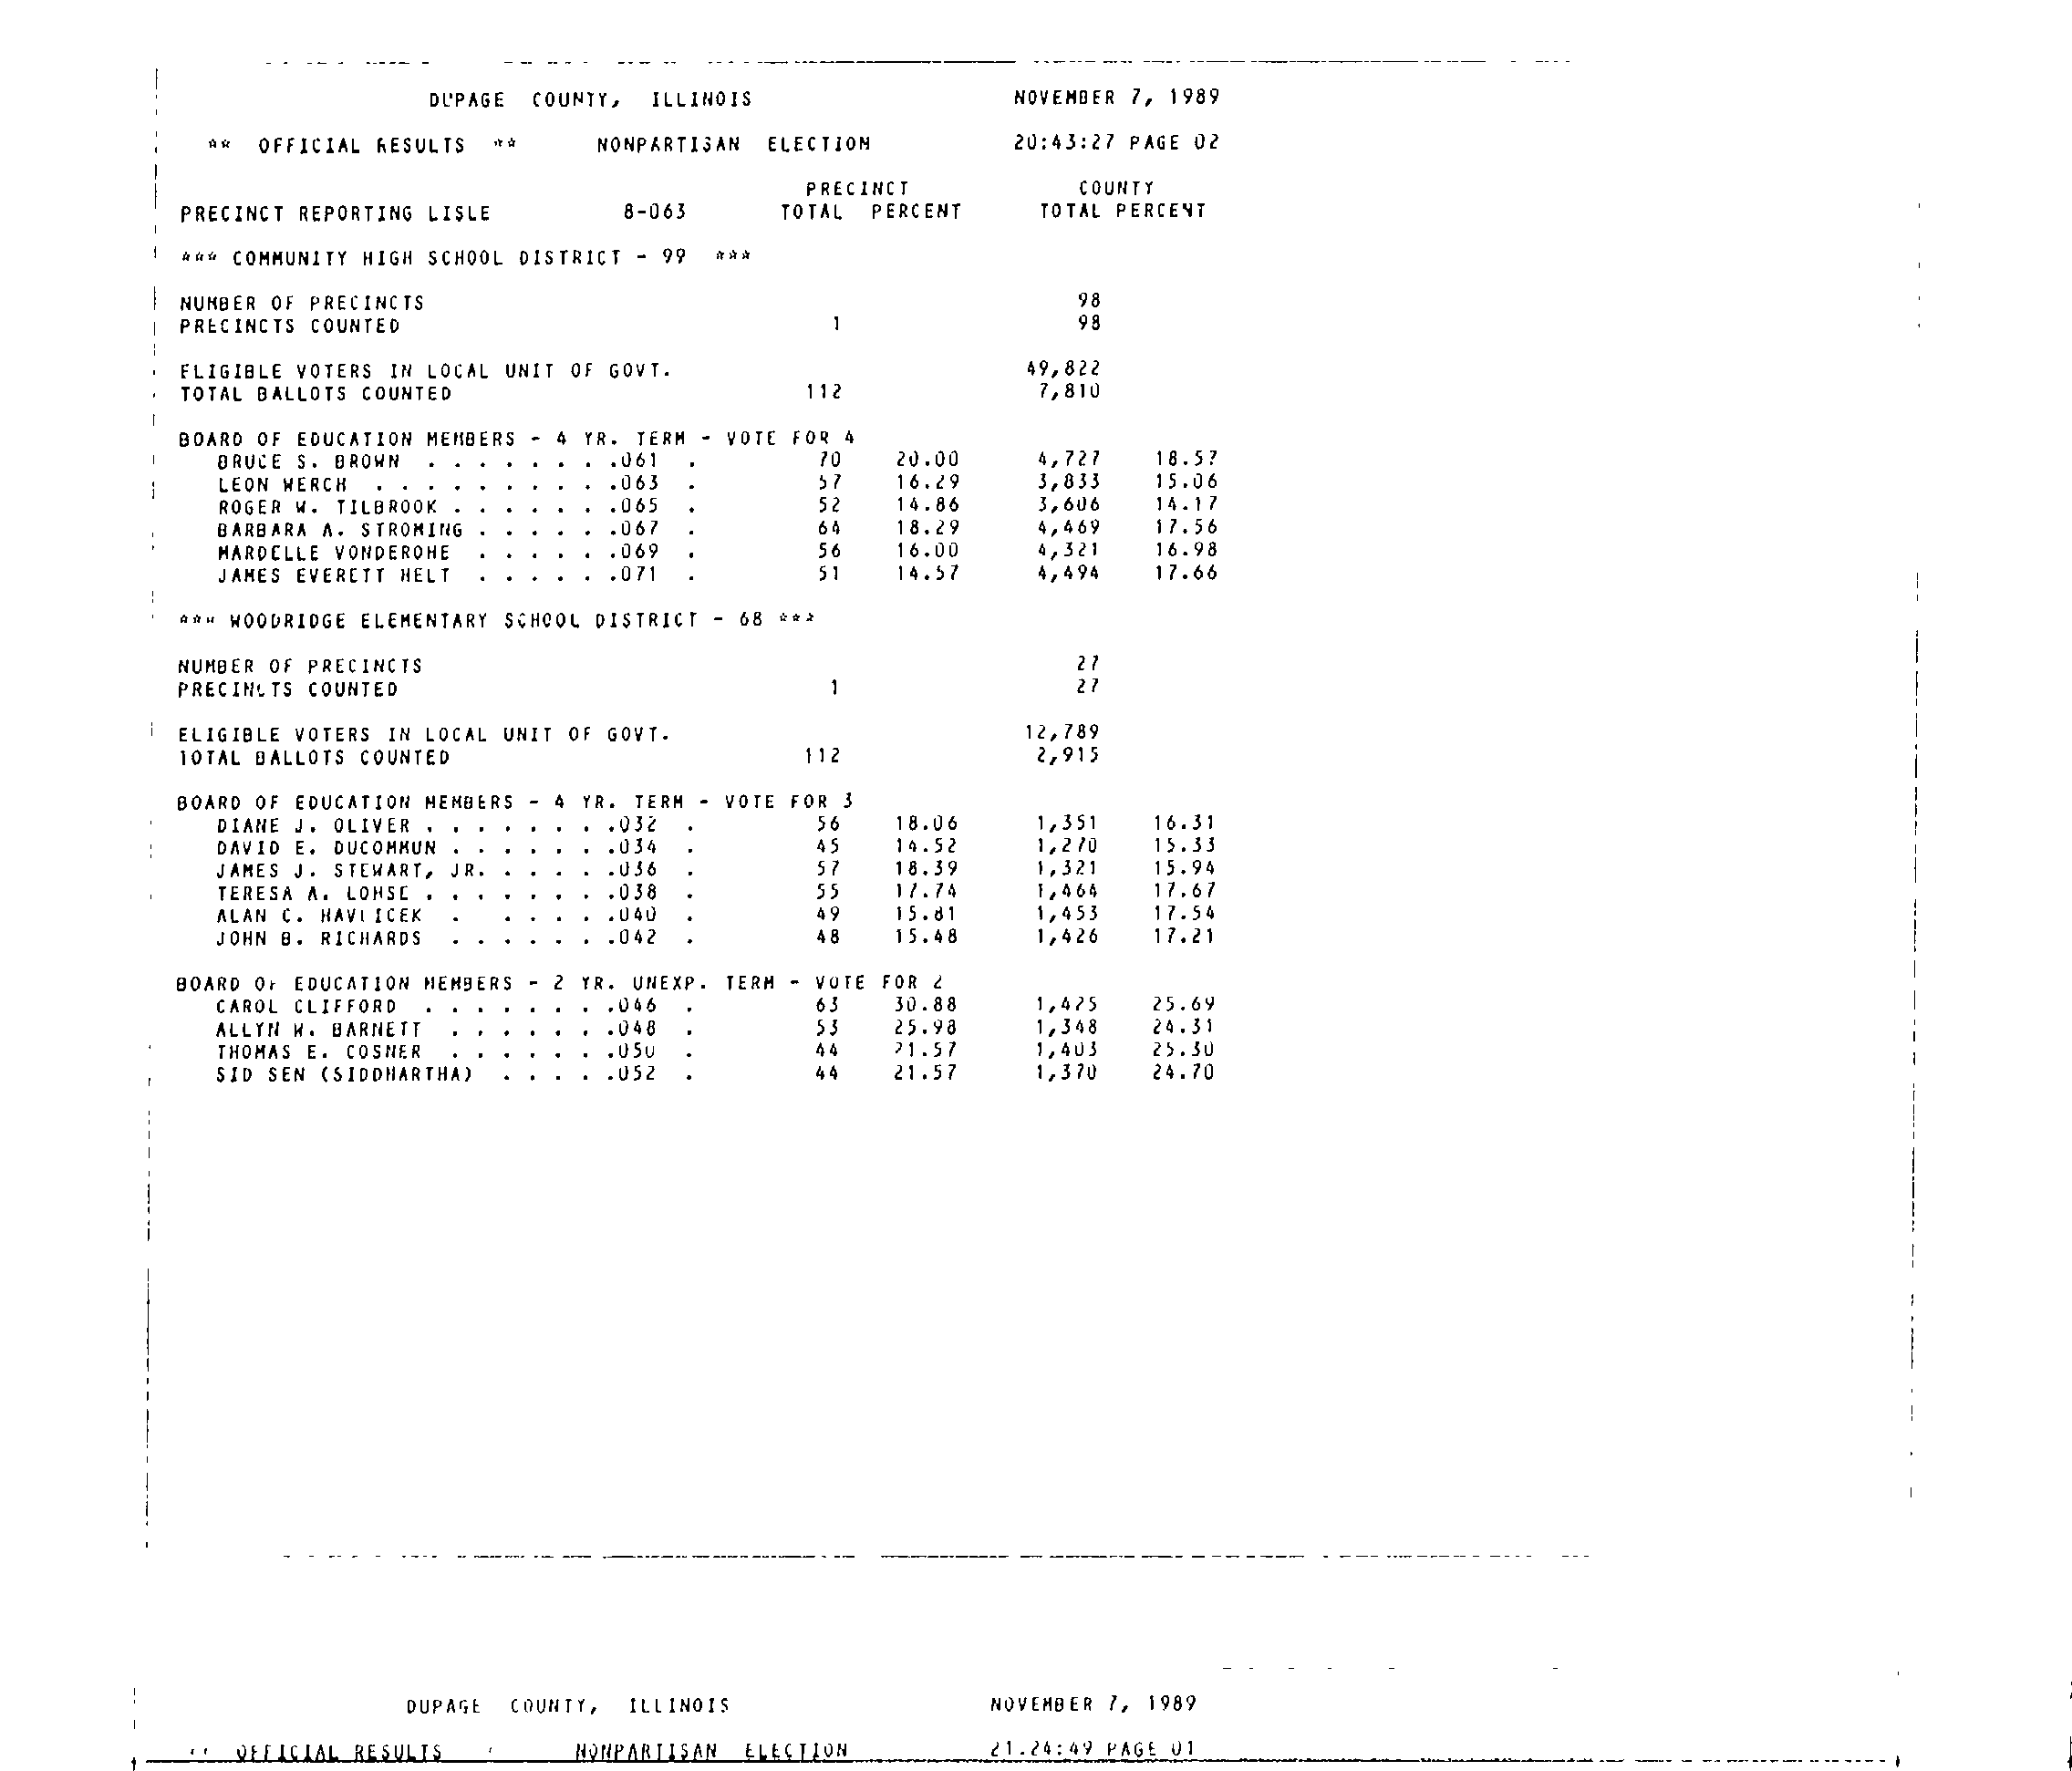 DUPAGE COUNTY, ILLINOIS NOVEMBER 7, 1989
** OFFICIAL RESULTS ** NONPARTISAN ELECTION 20:43:27 PAGE 02
PRECINCT COUNTY
PRECINCT REPORTING LISLE 8-063 TOTAL PERCENT TOTAL PERCENT
*** COMMUNITY HIGH SCHOOL DISTRICT - 99 ***
NUMBER OF PRECINCTS 98
PRECINCTS COUNTED 1 98
ELIGIBLE VOTERS IN LOCAL UNIT OF GOVT. 49,822
TOTAL BALLOTS COUNTED 112 7,810
BOARD OF EDUCATION MEMBERS - 4 YR. TERM - VOTE FOR 4
BRUCE S. BROWN . . . . . . . .061 . 70 20.00 4,727 18.57
LEON WERCH . . . . . . . . . .063 . 57 16.29 3,833 15.06
ROGER W. TILBROOK . . . . . . .065 . 52 14.86 3,606 14.17
BARBARA A. STROMING . . . . . .067 . 64 18.29 4,469 17.56
MARDELLE VONDEROHE . . . . . .069 . 56 16.00 4,321 16.98
JAMES EVERETT HELT . . . . . .071 . 51 14.57 4,494 17.66
*** WOODRIDGE ELEMENTARY SCHOOL DISTRICT - 68 ***
NUMBER OF PRECINCTS 27
PRECINCTS COUNTED 1 27
ELIGIBLE VOTERS IN LOCAL UNIT OF GOVT. 12,789
TOTAL BALLOTS COUNTED 112 2,915
BOARD OF EDUCATION MEMBERS - 4 YR. TERM - VOTE FOR 3
DIANE J. OLIVER . . . . . . . .032 . 56 18.06 1,351 16.31
DAVID E. DUCOMMUN . . . . . . .034 . 45 14.52 1,270 15.33
JAMES J. STEWART, JR. . . . . .036 . 57 18.39 1,321 15.94
TERESA A. LOHSE . . . . . . . .038 . 55 17.74 1,464 17.67
ALAN C. HAVLICEK . . . . . .040 . 49 15.81 1,453 17.54
JOHN B. RICHARDS . . . . . . .042 . 48 15.48 1,426 17.21
BOARD OF EDUCATION MEMBERS - 2 YR. UNEXP. TERM - VOTE FOR 2
CAROL CLIFFORD . . . . . . . .046 . 63 30.88 1,425 25.69
ALLYN W. BARNETT . . . . . . .048 . 53 25.98 1,348 24.31
THOMAS E. COSNER . . . . . . .050 . 44 21.57 1,403 25.30
SID SEN (SIDDHARTHA) . . . . .052 . 44 21.57 1,370 24.70
DUPAGE COUNTY, ILLINOIS NOVEMBER 7, 1989
OFFICIAL RESULTS NONPARTISAN ELECTION 21.24:49 PAGE 01